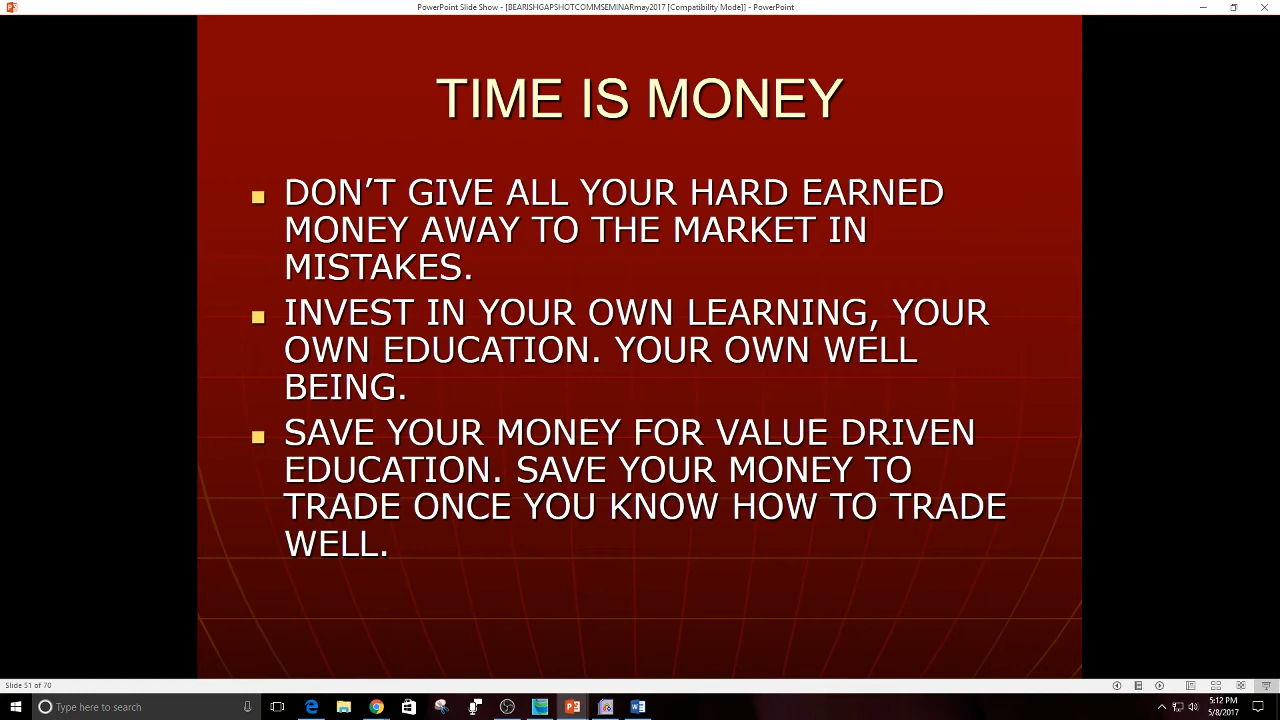 PowerPoint Slide Show - [BEARISHGAPSHOTCOMMSEMINARmay2017 [Compatibility Mode]] - PowerPoint
TIME IS MONEY
DON’T GIVE ALL YOUR HARD EARNED
MONEY AWAY TO THE MARKET IN
MISTAKES.
INVEST IN YOUR OWN LEARNING, YOUR
OWN EDUCATION. YOUR OWN WELL
BEING.
SAVE YOUR MONEY FOR VALUE DRIVEN
EDUCATION. SAVE YOUR MONEY TO
TRADE ONCE YOU KNOW HOW TO TRADE
WELL.
Slide 51 of 70
Type here to search
5:12 PM
5/8/2017